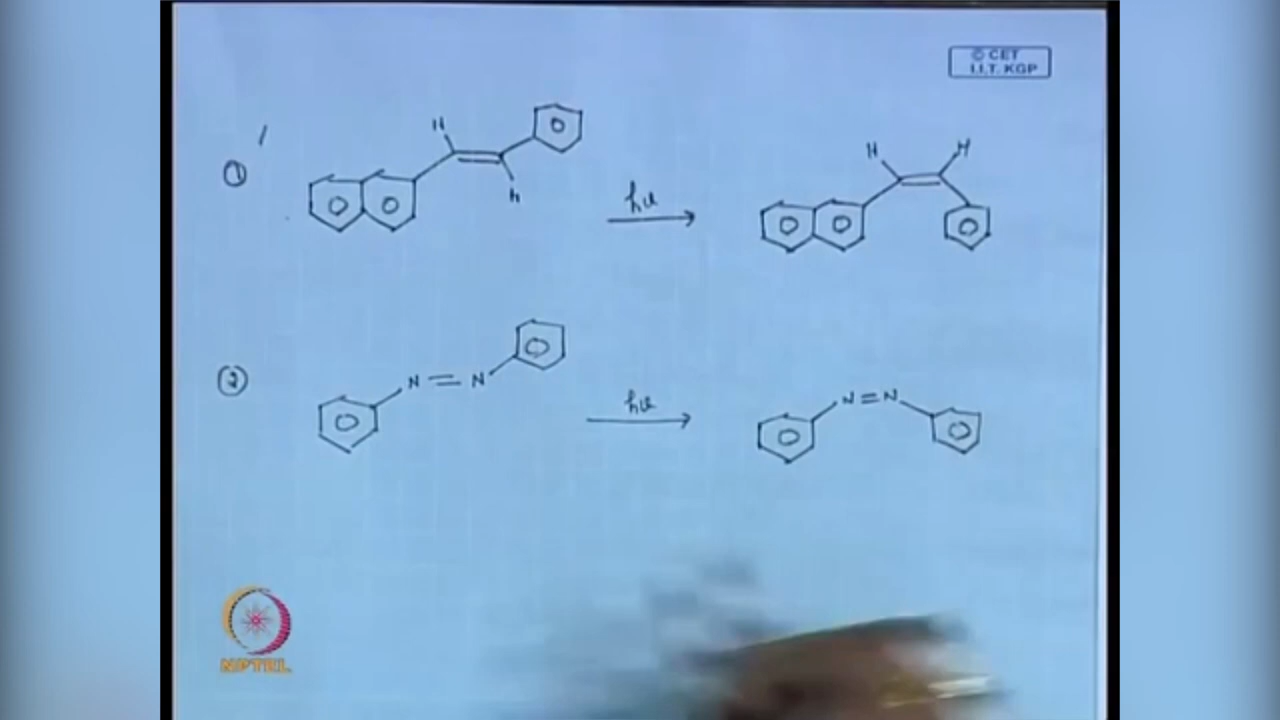 © CET
I.I.T. KGP
①
H
H
hν
H H
②
N = N
hν
N = N
NPTEL